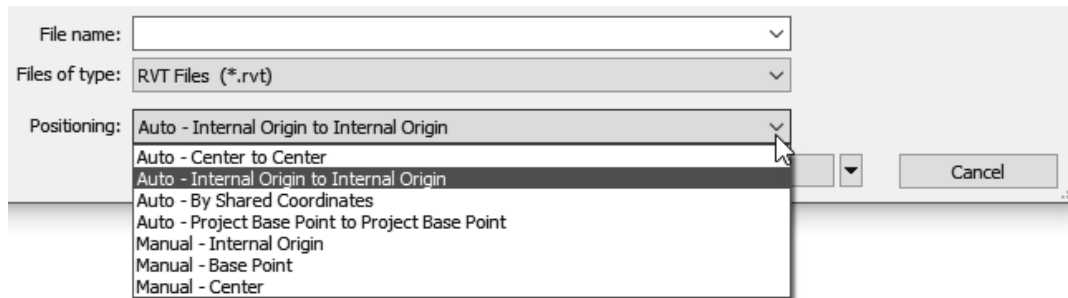 File name:
Files of type: RVT Files (*.rvt)
Positioning: Auto - Internal Origin to Internal Origin
Auto - Center to Center
Auto - Internal Origin to Internal Origin
Cancel
Auto - By Shared Coordinates
Auto - Project Base Point to Project Base Point
Manual - Internal Origin
Manual - Base Point
Manual - Center